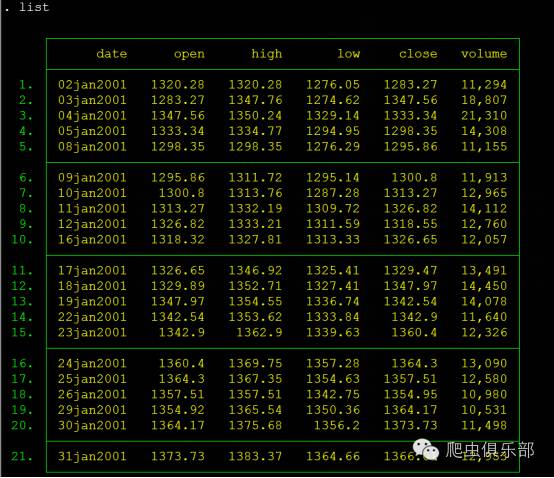 . list
date open high low close volume
1. 02jan2001 1320.28 1320.28 1276.05 1283.27 11,294
2. 03jan2001 1283.27 1347.76 1274.62 1347.56 18,807
3. 04jan2001 1347.56 1350.24 1329.14 1333.34 21,310
4. 05jan2001 1333.34 1334.77 1294.95 1298.35 14,308
5. 08jan2001 1298.35 1298.35 1276.29 1295.86 11,155
6. 09jan2001 1295.86 1311.72 1295.14 1300.8 11,913
7. 10jan2001 1300.8 1313.76 1287.28 1313.27 12,965
8. 11jan2001 1313.27 1332.19 1309.72 1326.82 14,112
9. 12jan2001 1326.82 1333.21 1311.59 1318.55 12,760
10. 16jan2001 1318.32 1327.81 1313.33 1326.65 12,057
11. 17jan2001 1326.65 1346.92 1325.41 1329.47 13,491
12. 18jan2001 1329.89 1352.71 1327.41 1347.97 14,450
13. 19jan2001 1347.97 1354.55 1336.74 1342.54 14,078
14. 22jan2001 1342.54 1353.62 1333.84 1342.9 11,640
15. 23jan2001 1342.9 1362.9 1339.63 1360.4 12,326
16. 24jan2001 1360.4 1369.75 1357.28 1364.3 13,090
17. 25jan2001 1364.3 1367.35 1354.63 1357.51 12,580
18. 26jan2001 1357.51 1357.51 1342.75 1354.95 10,980
19. 29jan2001 1354.92 1365.54 1350.36 1364.17 10,531
20. 30jan2001 1364.17 1375.68 1356.2 1373.73 11,498
21. 31jan2001 1373.73 1383.37 1364.66
爬虫俱乐部